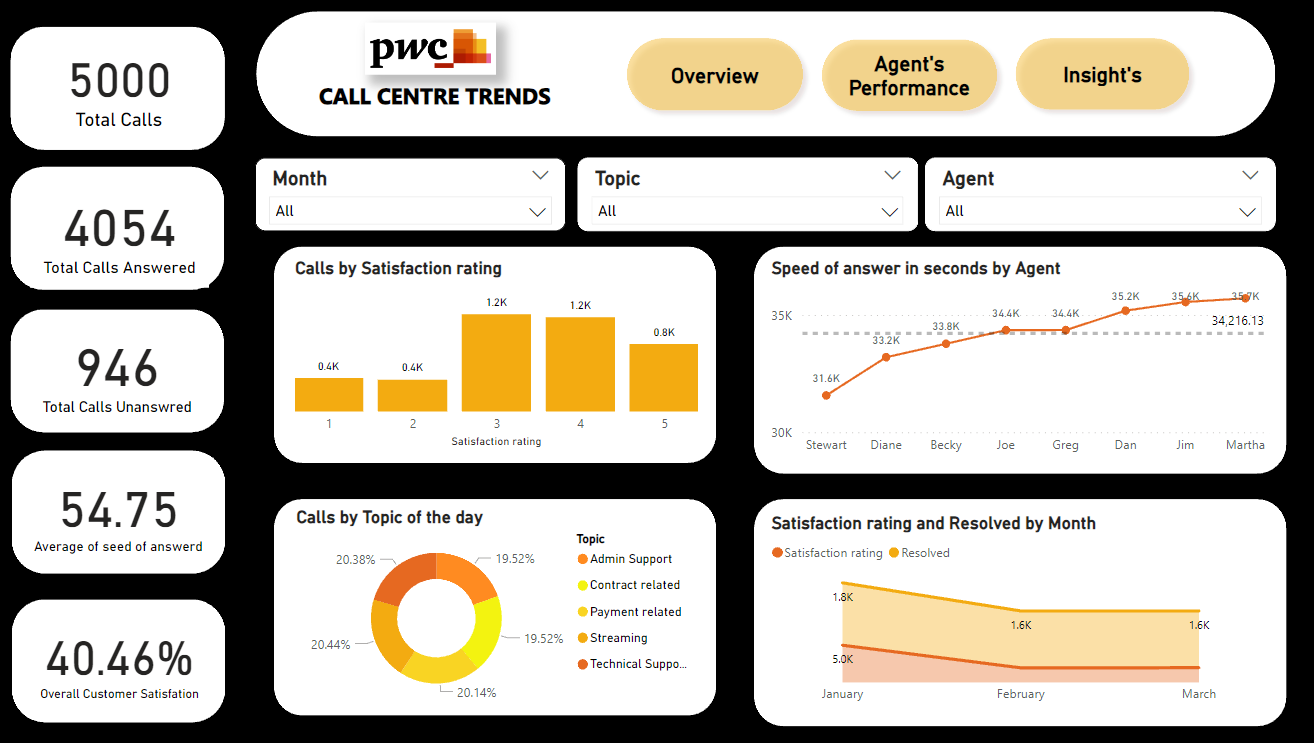 5000
Total Calls
4054
Total Calls Answered
946
Total Calls Unanswred
54.75
Average of seed of answerd
40.46%
Overall Customer Satisfation
pwc
CALL CENTRE TRENDS
Overview
Agent's
Performance
Insight's
Month
All
Topic
All
Agent
All
Calls by Satisfaction rating
0.4K 0.4K 1.2K 1.2K 0.8K
1 2 3 4 5
Satisfaction rating
Speed of answer in seconds by Agent
35K
30K
31.6K 33.2K 33.8K 34.4K 34.4K 35.2K 35.6K 35.7K
34,216.13
Stewart Diane Becky Joe Greg Dan Jim Martha
Calls by Topic of the day
20.38% 19.52%
20.44% 19.52%
20.14%
Topic
Admin Support
Contract related
Payment related
Streaming
Technical Suppo...
Satisfaction rating and Resolved by Month
Satisfaction rating Resolved
1.8K 1.6K 1.6K
5.0K
January February March